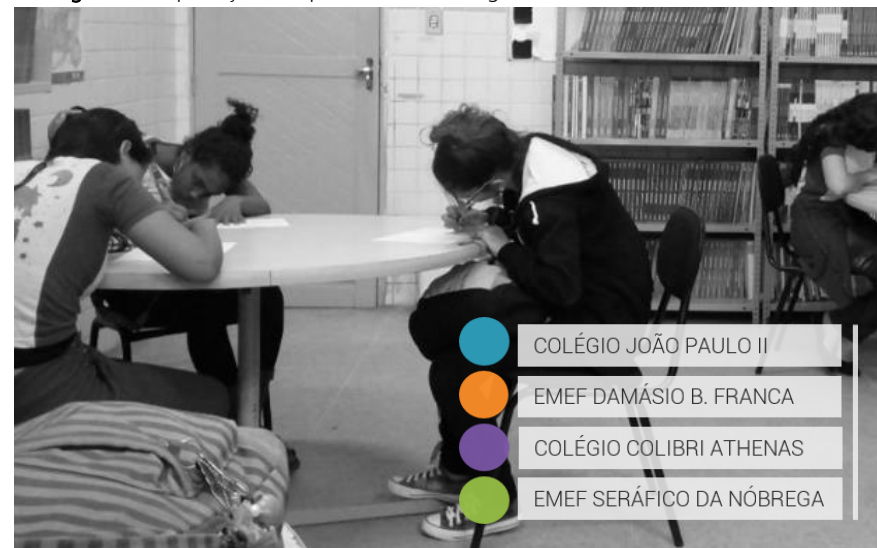 COLÉGIO JOÃO PAULO II
EMEF DAMÁSIO B. FRANCA
COLÉGIO COLIBRI ATHENAS
EMEF SERÁFICO DA NÓBREGA